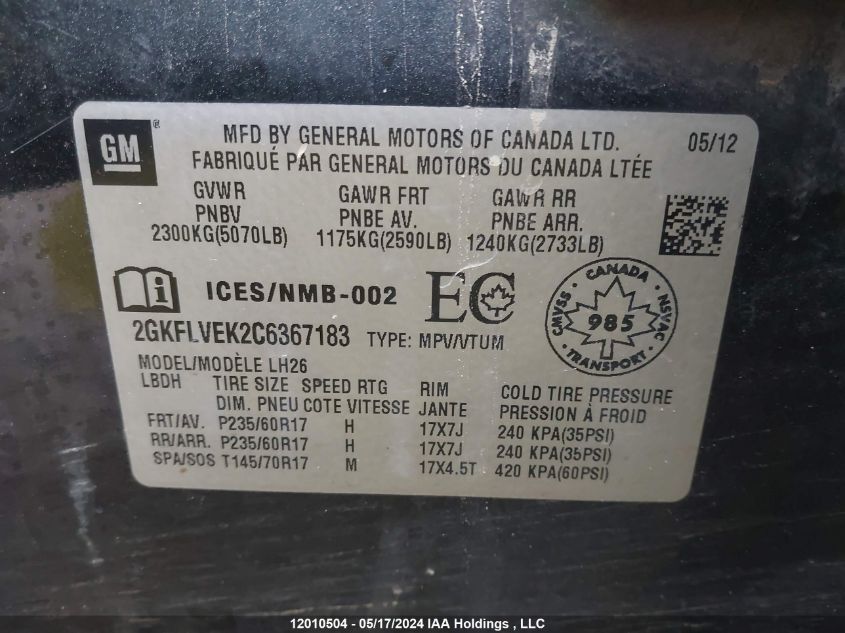 GM®
MFD BY GENERAL MOTORS OF CANADA LTD. 05/12
FABRIQUÉ PAR GENERAL MOTORS DU CANADA LTÉE
GVWR GAWR FRT GAWR RR
PNBV PNBE AV. PNBE ARR.
2300KG(5070LB) 1175KG(2590LB) 1240KG(2733LB)
i ICES/NMB-002 EC
CANADA
CMVSS 985 NSVAC
TRANSPORT
2GKFLVEK2C6367183 TYPE: MPV/VTUM
MODEL/MODÈLE LH26
LBDH TIRE SIZE SPEED RTG RIM COLD TIRE PRESSURE
DIM. PNEU COTE VITESSE JANTE PRESSION À FROID
FRT/AV. P235/60R17 H 17X7J 240 KPA(35PSI)
RR/ARR. P235/60R17 H 17X7J 240 KPA(35PSI)
SPA/SOS T145/70R17 M 17X4.5T 420 KPA(60PSI)
12010504 - 05/17/2024 IAA Holdings , LLC